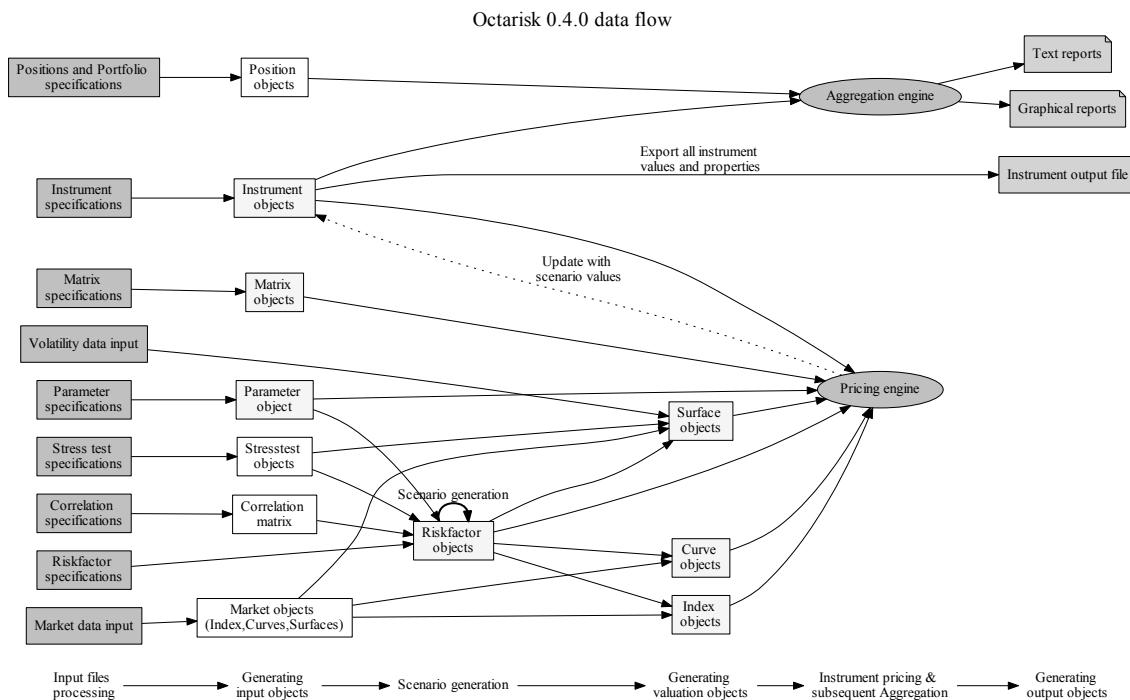 Octarisk 0.4.0 data flow
Positions and Portfolio
specifications
Position
objects
Aggregation engine
Text reports
Graphical reports
Export all instrument
values and properties
Instrument
specifications
Instrument
objects
Instrument output file
Update with
scenario values
Matrix
specifications
Matrix
objects
Volatility data input
Parameter
specifications
Parameter
object
Pricing engine
Surface
objects
Stress test
specifications
Stresstest
objects
Scenario generation
Correlation
specifications
Correlation
matrix
Riskfactor
objects
Riskfactor
specifications
Curve
objects
Market data input
Market objects
(Index,Curves,Surfaces)
Index
objects
Input files
processing
Generating
input objects
Scenario generation
Generating
valuation objects
Instrument pricing &
subsequent Aggregation
Generating
output objects